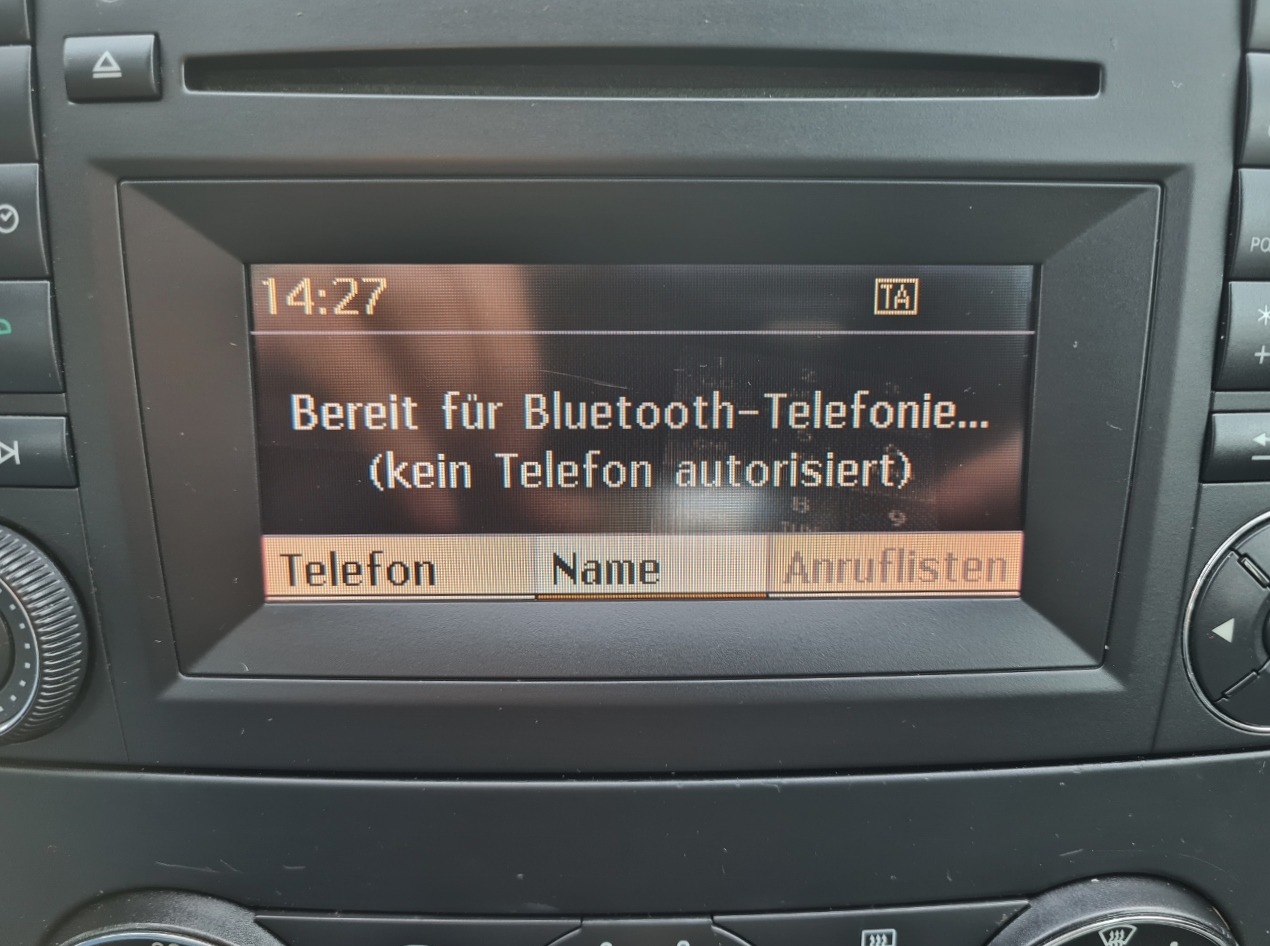 14:27 TA
Bereit für Bluetooth-Telefonie...
(kein Telefon autorisiert)
Telefon Name Anruflisten